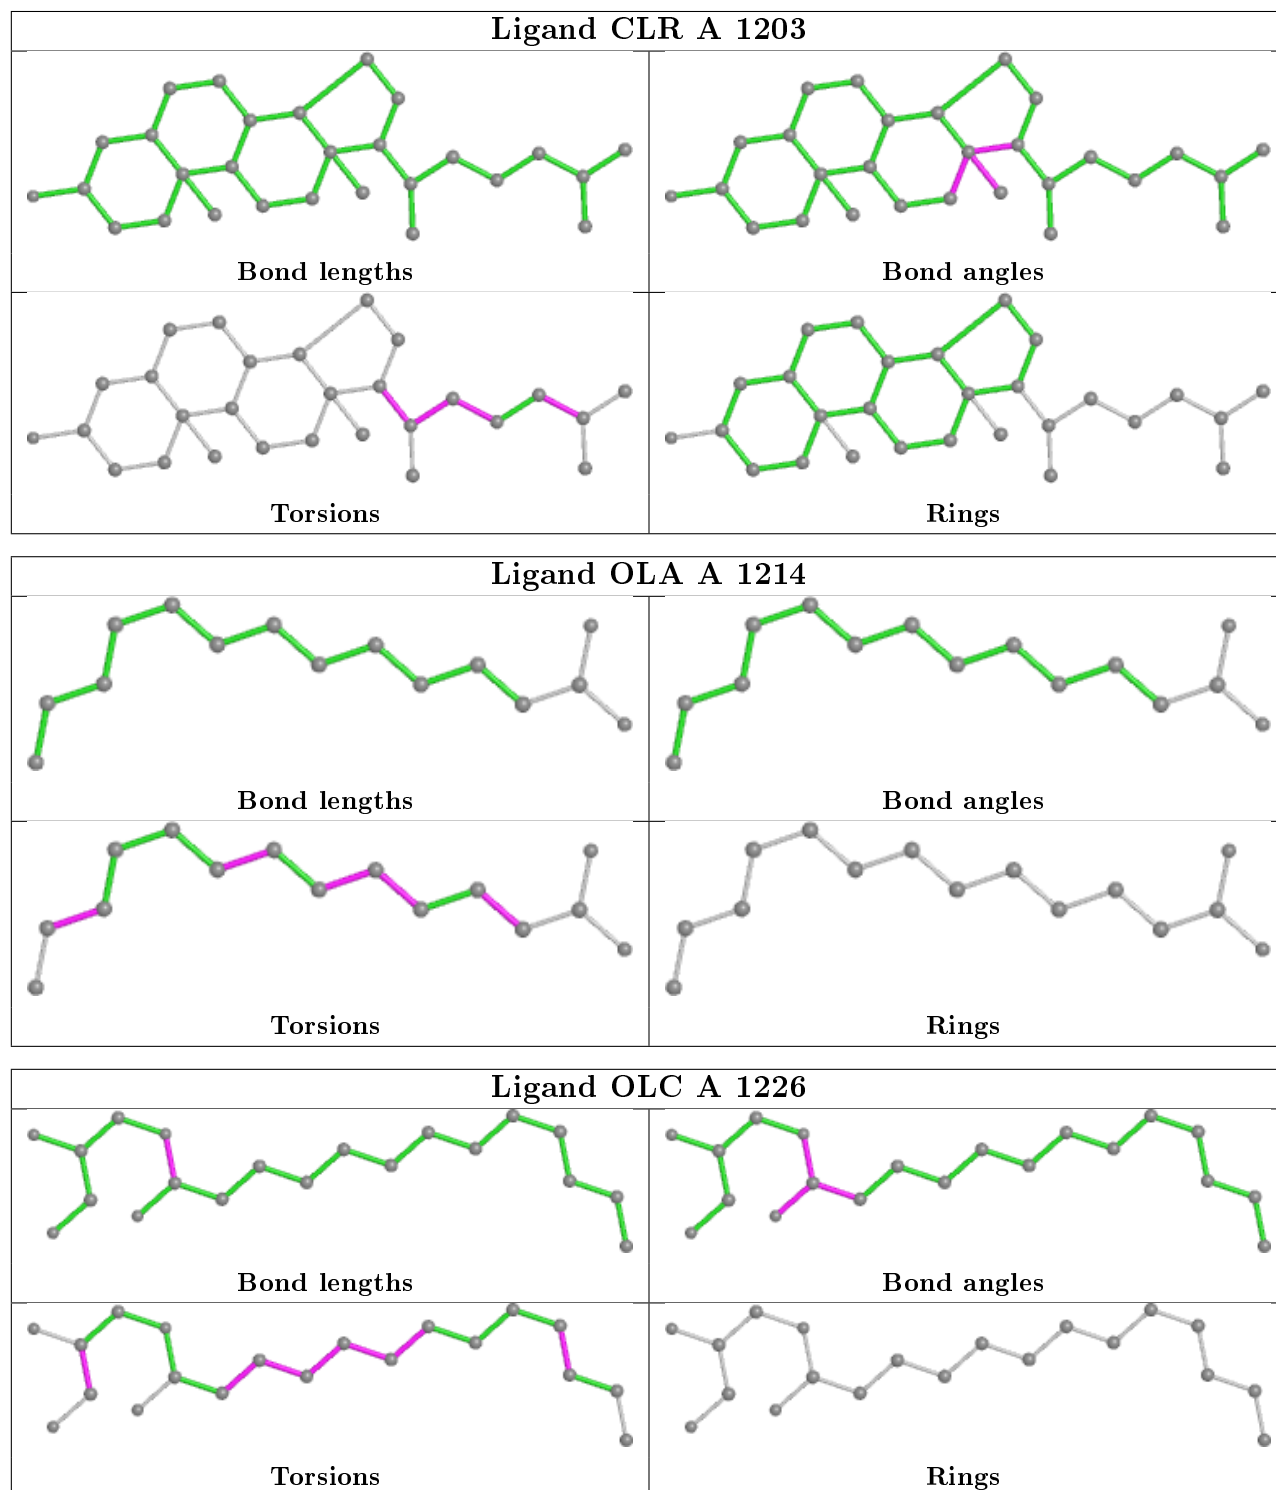 Ligand CLR A 1203
Bond lengths
Bond angles
Torsions
Rings
Ligand OLA A 1214
Bond lengths
Bond angles
Torsions
Rings
Ligand OLC A 1226
Bond lengths
Bond angles
Torsions
Rings